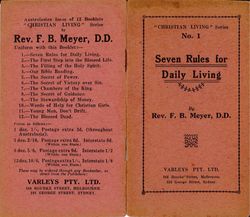 Australasian Issue of 12 Booklets
"CHRISTIAN LIVING" Series
by
Rev. F. B. Meyer, D.D.
Uniform with this Booklet:—
1.—Seven Rules for Daily Living.
2.—The First Step into the Blessed Life.
3.—The Filling of the Holy Spirit.
4.—Our Bible Reading.
5.—The Secret of Power.
6.—The Secret of Victory over Sin.
7.—The Chambers of the King.
8.—The Secret of Guidance.
9.—The Stewardship of Money.
10.—Words of Help for Christian Girls.
11.—Young Men, Don't Drift.
12.—The Blessed Dead.
VARLEYS PTY. LTD.
"CHRISTIAN LIVING" Series
No. 1
Seven Rules for
Daily Living
By
Rev. F. B. Meyer, D.D.
VARLEYS PTY. LTD.